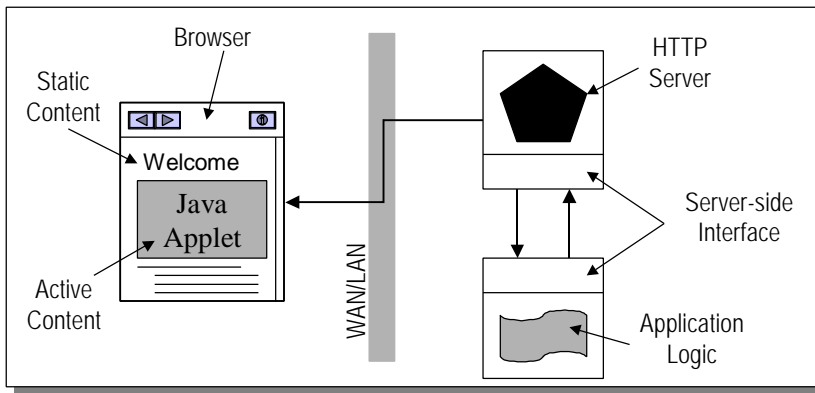 Browser
HTTP
Server
Static
Content
Welcome
Java
Applet
Server-side
Interface
Active
Content
WAN/LAN
Application
Logic